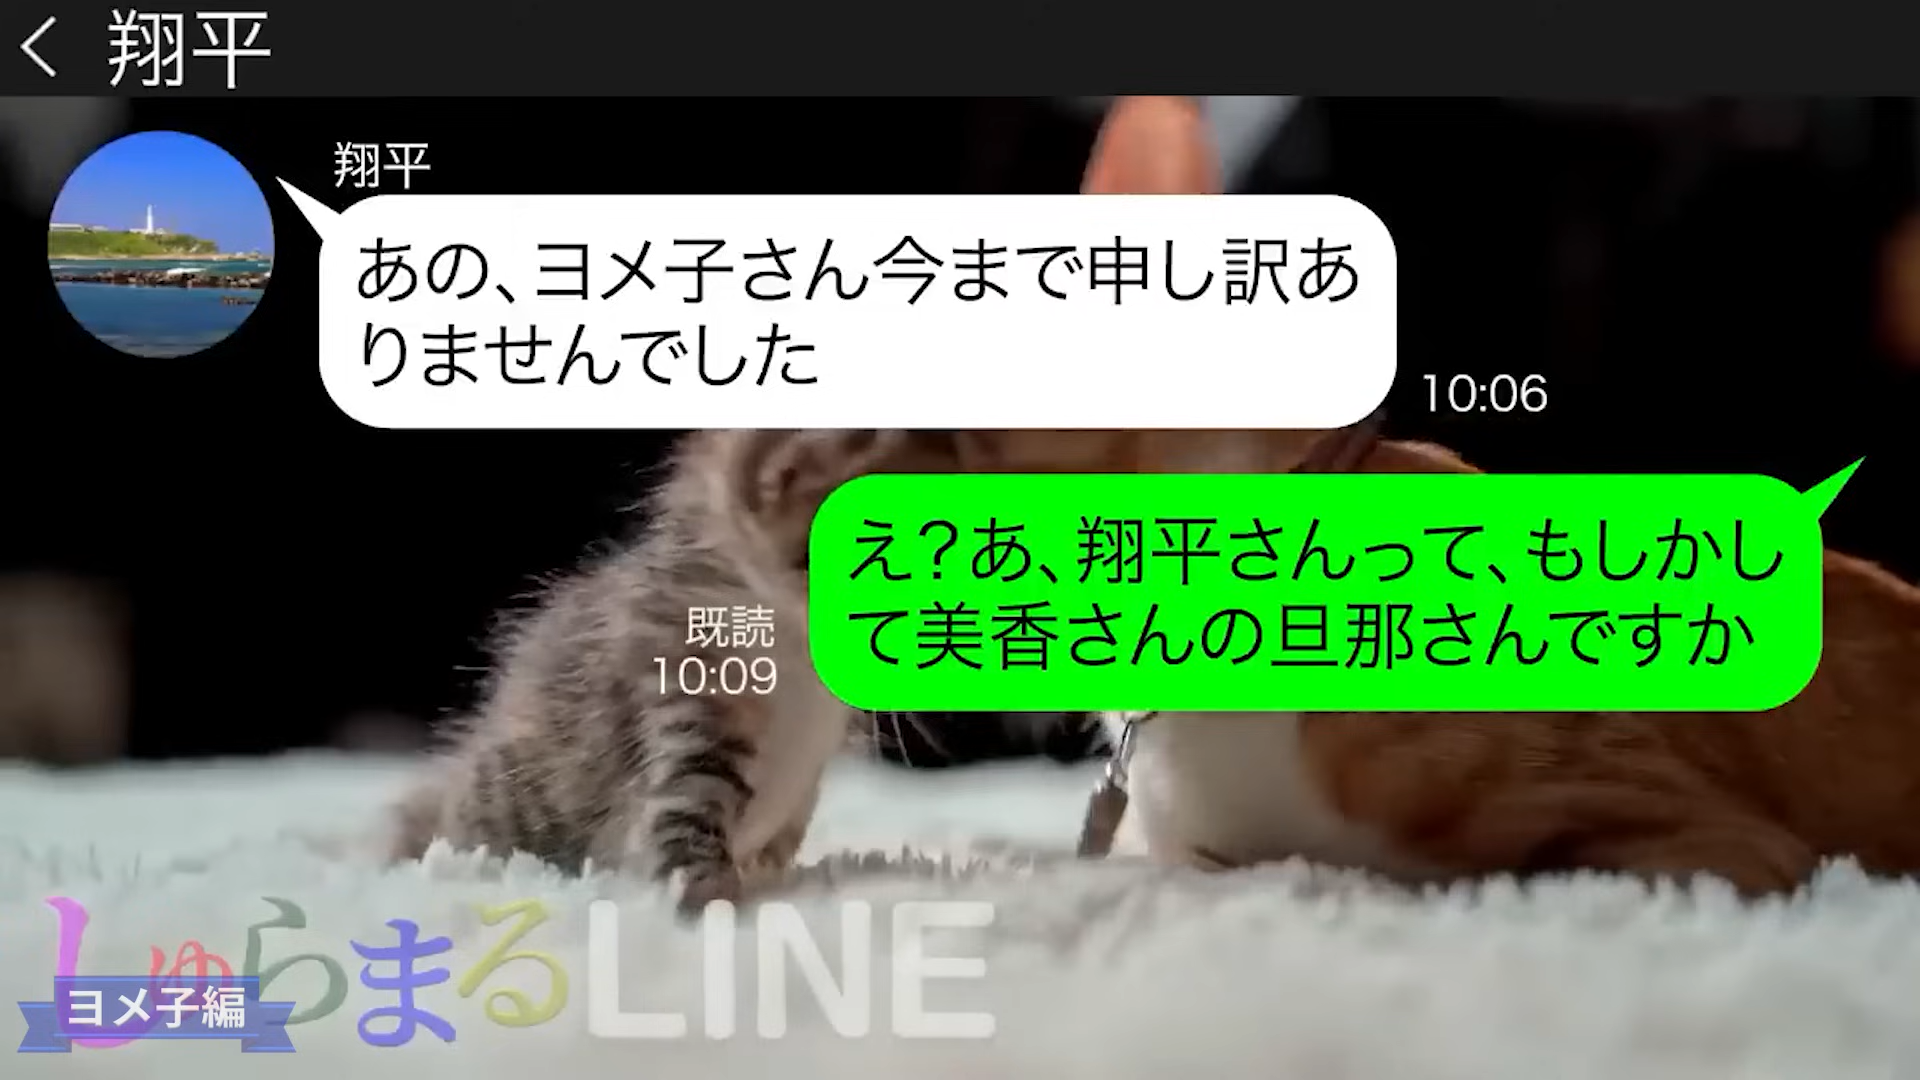 翔平
翔平
あの、ヨメ子さん今まで申し訳あ
りませんでした
10:06
え？あ、翔平さんって、もしかし
て美香さんの旦那さんですか
既読
10:09
しゅらまるLINE
ヨメ子編